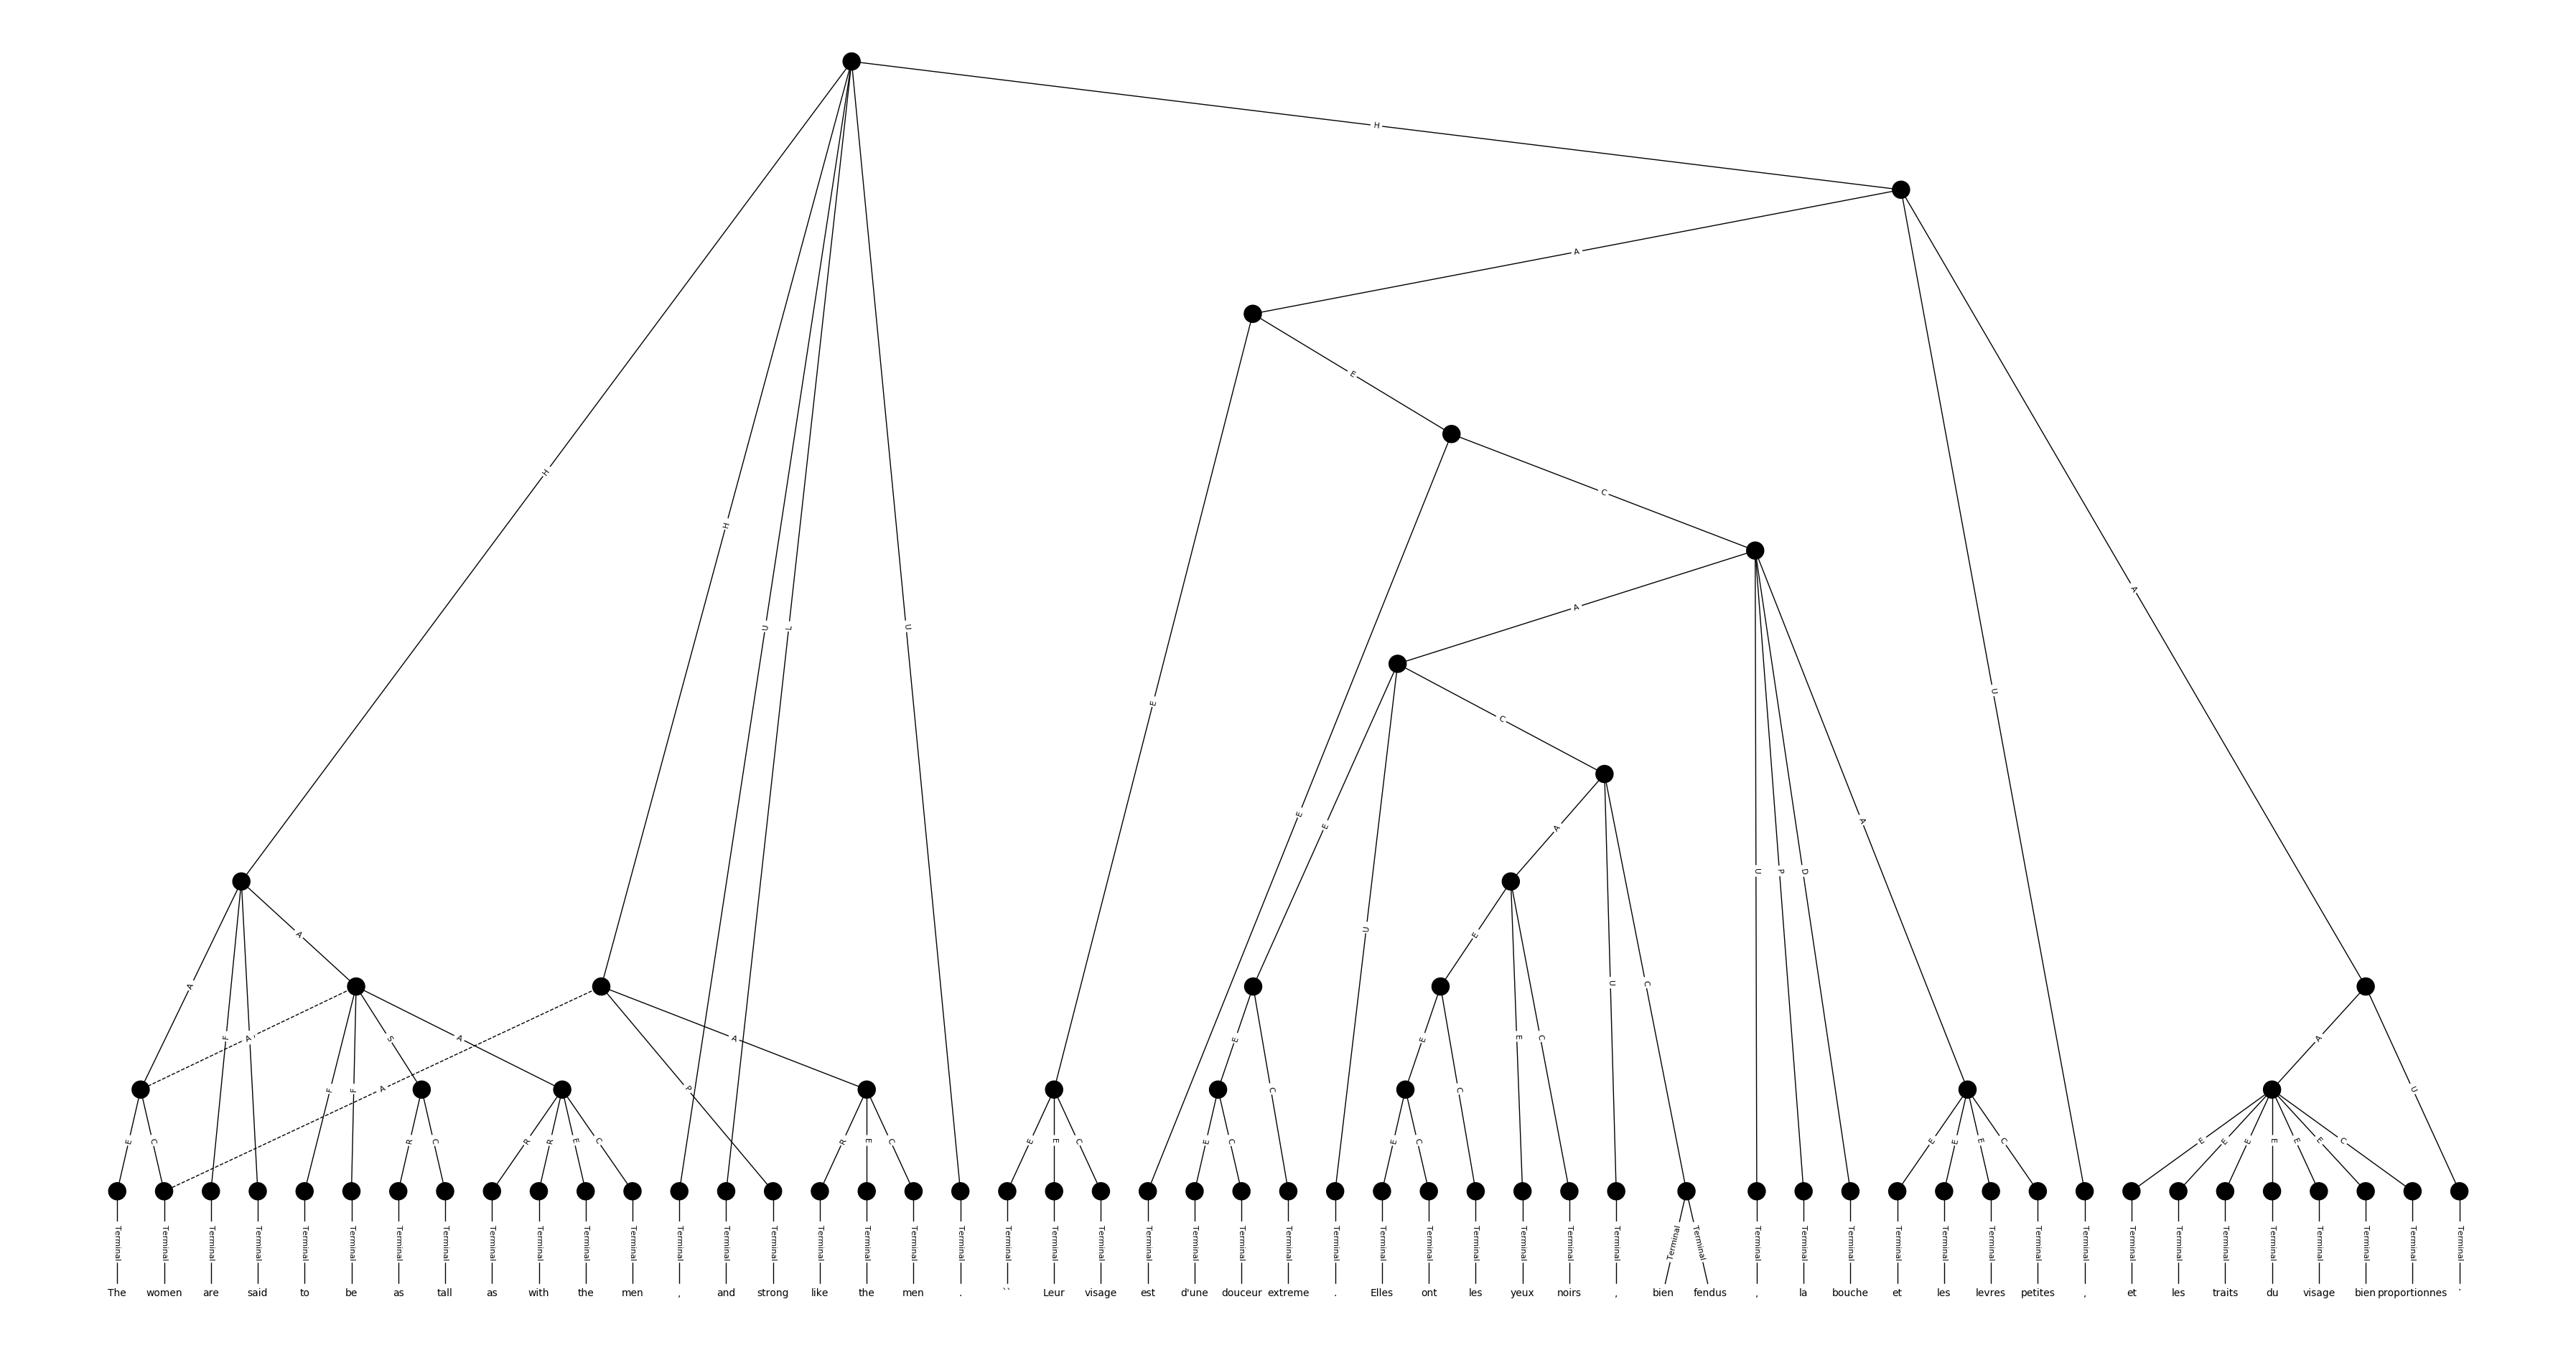 H
A
A
E
E
H
C
H
C
A
A
U
L
U
U
A
C
E
U
A
E
E
P
D
A
A
E
A
U
E
U
C
F
A
S
A
A
E
C
E
C
A
F
F
A
P
E
C
C
U
E
C
R
C
R
R
E
C
R
E
C
E
E
C
E
C
E
C
E
E
E
C
E
E
E
E
E
E
C
Terminal Terminal Terminal Terminal Terminal Terminal Terminal Terminal Terminal Terminal Terminal Terminal Terminal Terminal Terminal Terminal Terminal Terminal Terminal Terminal Terminal Terminal Terminal Terminal Terminal Terminal Terminal Terminal Terminal Terminal Terminal Terminal Terminal Terminal Terminal Terminal Terminal Terminal Terminal Terminal Terminal Terminal Terminal Terminal Terminal Terminal Terminal Terminal Terminal Terminal Terminal
The women are said to be as tall as with the men , and strong like the men . `` Leur visage est d'une douceur extreme . Elles ont les yeux noirs , bien fendus , la bouche et les levres petites , et les traits du visage bien proportionnes .